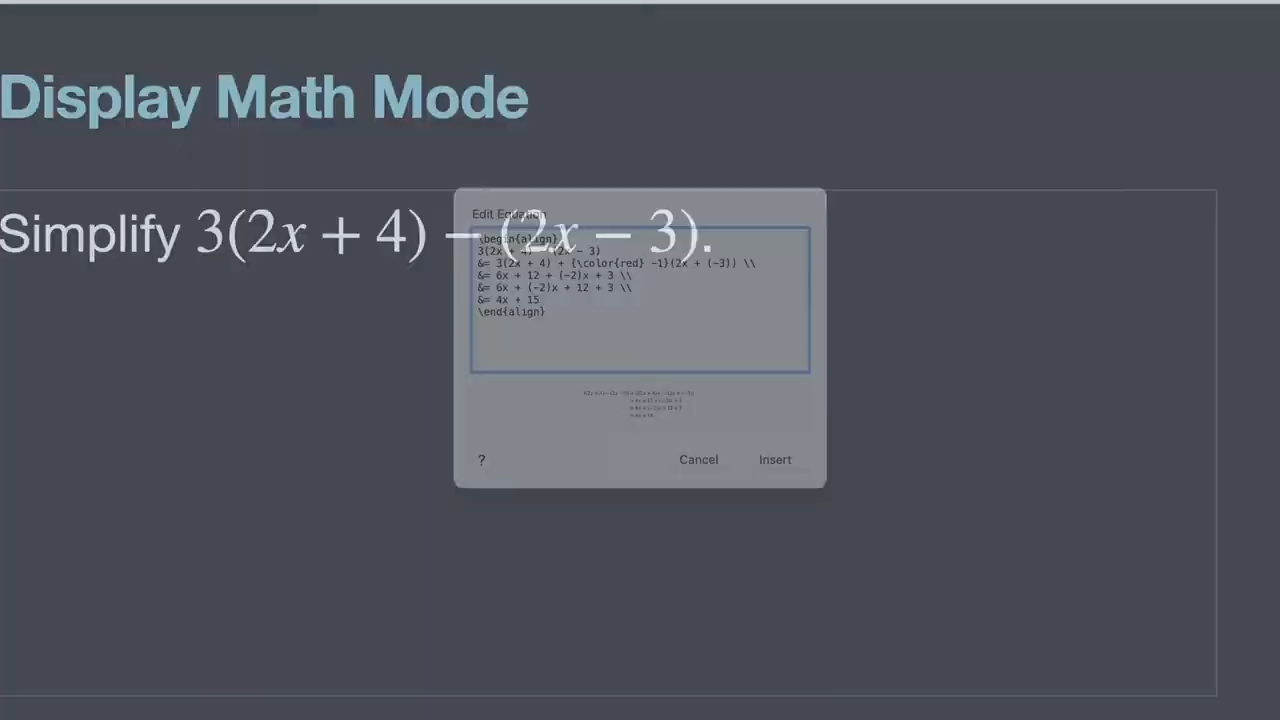 Display Math Mode
Simplify 3(2x + 4) − (2x − 3).
Edit Equation
\begin{align}
3(2x + 4) - (2x - 3)
&= 3(2x + 4) + {\color{red} -1}(2x + (-3)) \\
&= 6x + 12 + (-2)x + 3 \\
&= 6x + (-2)x + 12 + 3 \\
&= 4x + 15
\end{align}
? Cancel Insert